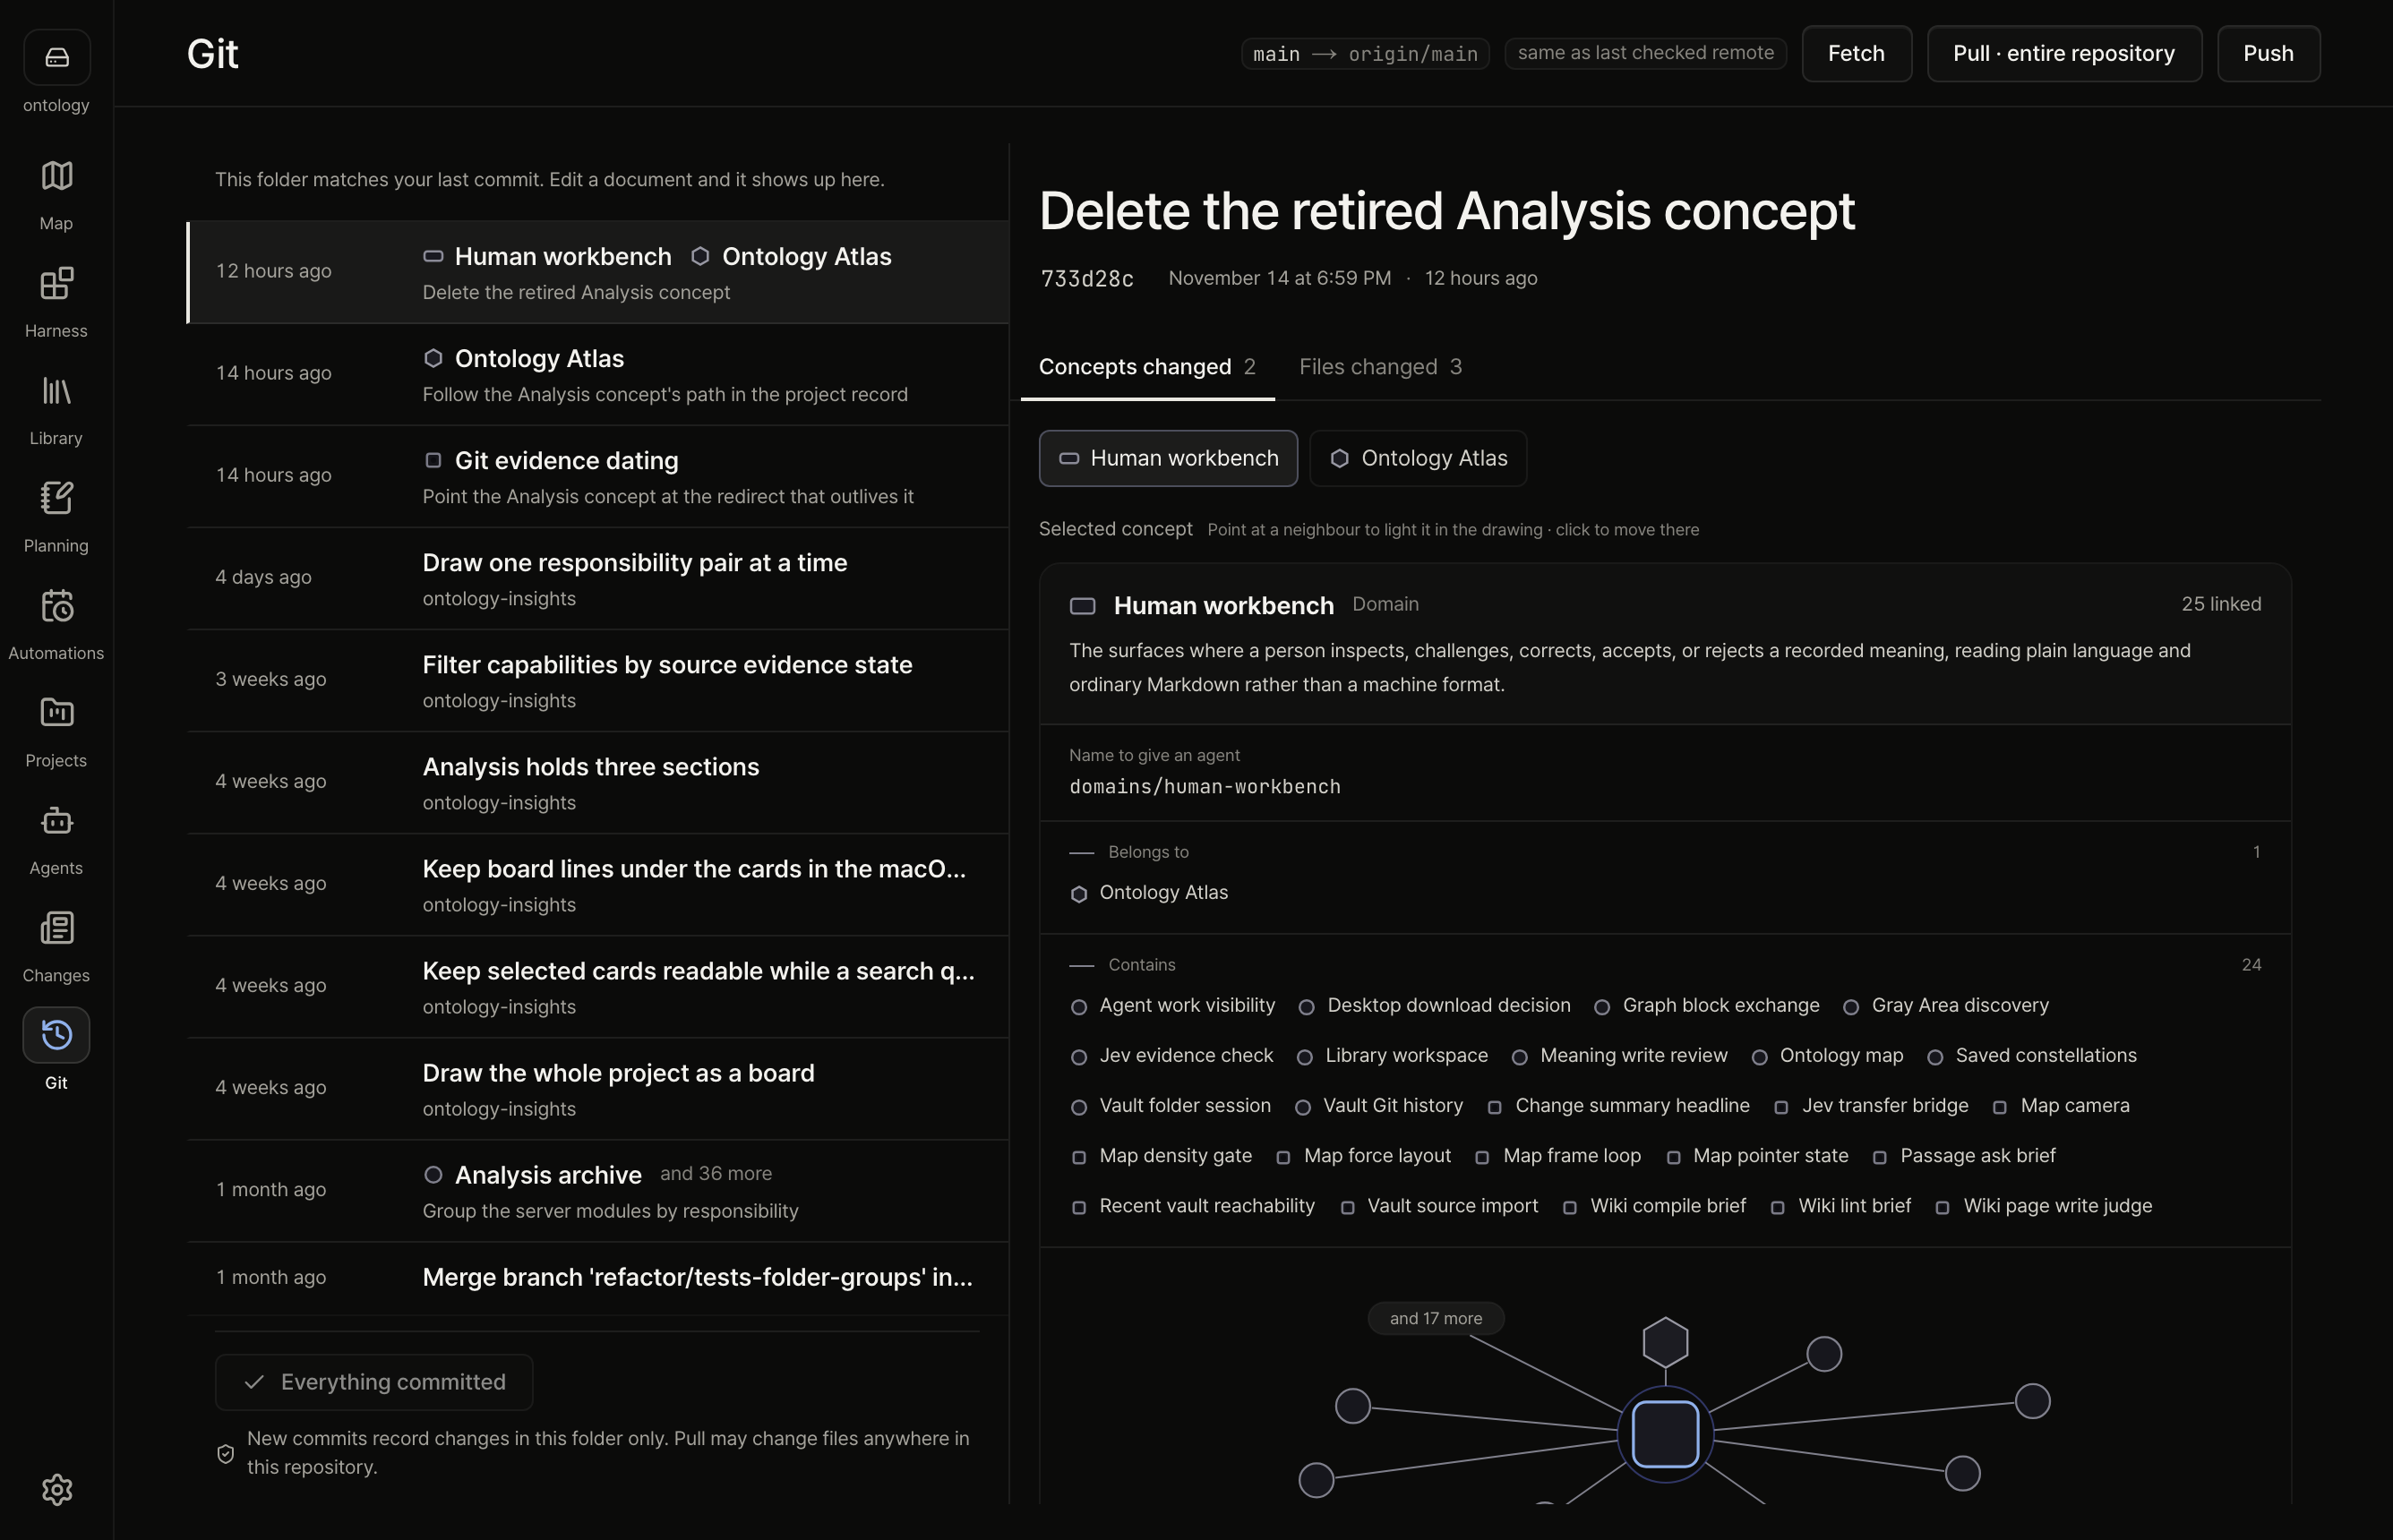 ontology
Map
Harness
Library
Planning
Automations
Projects
Agents
Changes
Git
Git
main → origin/main
same as last checked remote
Fetch
Pull · entire repository
Push
This folder matches your last commit. Edit a document and it shows up here.
12 hours ago
Human workbench Ontology Atlas
Delete the retired Analysis concept
14 hours ago
Ontology Atlas
Follow the Analysis concept's path in the project record
14 hours ago
Git evidence dating
Point the Analysis concept at the redirect that outlives it
4 days ago
Draw one responsibility pair at a time
ontology-insights
3 weeks ago
Filter capabilities by source evidence state
ontology-insights
4 weeks ago
Analysis holds three sections
ontology-insights
4 weeks ago
Keep board lines under the cards in the macO...
ontology-insights
4 weeks ago
Keep selected cards readable while a search q...
ontology-insights
4 weeks ago
Draw the whole project as a board
ontology-insights
1 month ago
Analysis archive and 36 more
Group the server modules by responsibility
1 month ago
Merge branch 'refactor/tests-folder-groups' in...
Everything committed
New commits record changes in this folder only. Pull may change files anywhere in
this repository.
Delete the retired Analysis concept
733d28c November 14 at 6:59 PM · 12 hours ago
Concepts changed 2 Files changed 3
Human workbench Ontology Atlas
Selected concept Point at a neighbour to light it in the drawing · click to move there
Human workbench Domain 25 linked
The surfaces where a person inspects, challenges, corrects, accepts, or rejects a recorded meaning, reading plain language and
ordinary Markdown rather than a machine format.
Name to give an agent
domains/human-workbench
Belongs to 1
Ontology Atlas
Contains 24
Agent work visibility Desktop download decision Graph block exchange Gray Area discovery
Jev evidence check Library workspace Meaning write review Ontology map Saved constellations
Vault folder session Vault Git history Change summary headline Jev transfer bridge Map camera
Map density gate Map force layout Map frame loop Map pointer state Passage ask brief
Recent vault reachability Vault source import Wiki compile brief Wiki lint brief Wiki page write judge
and 17 more